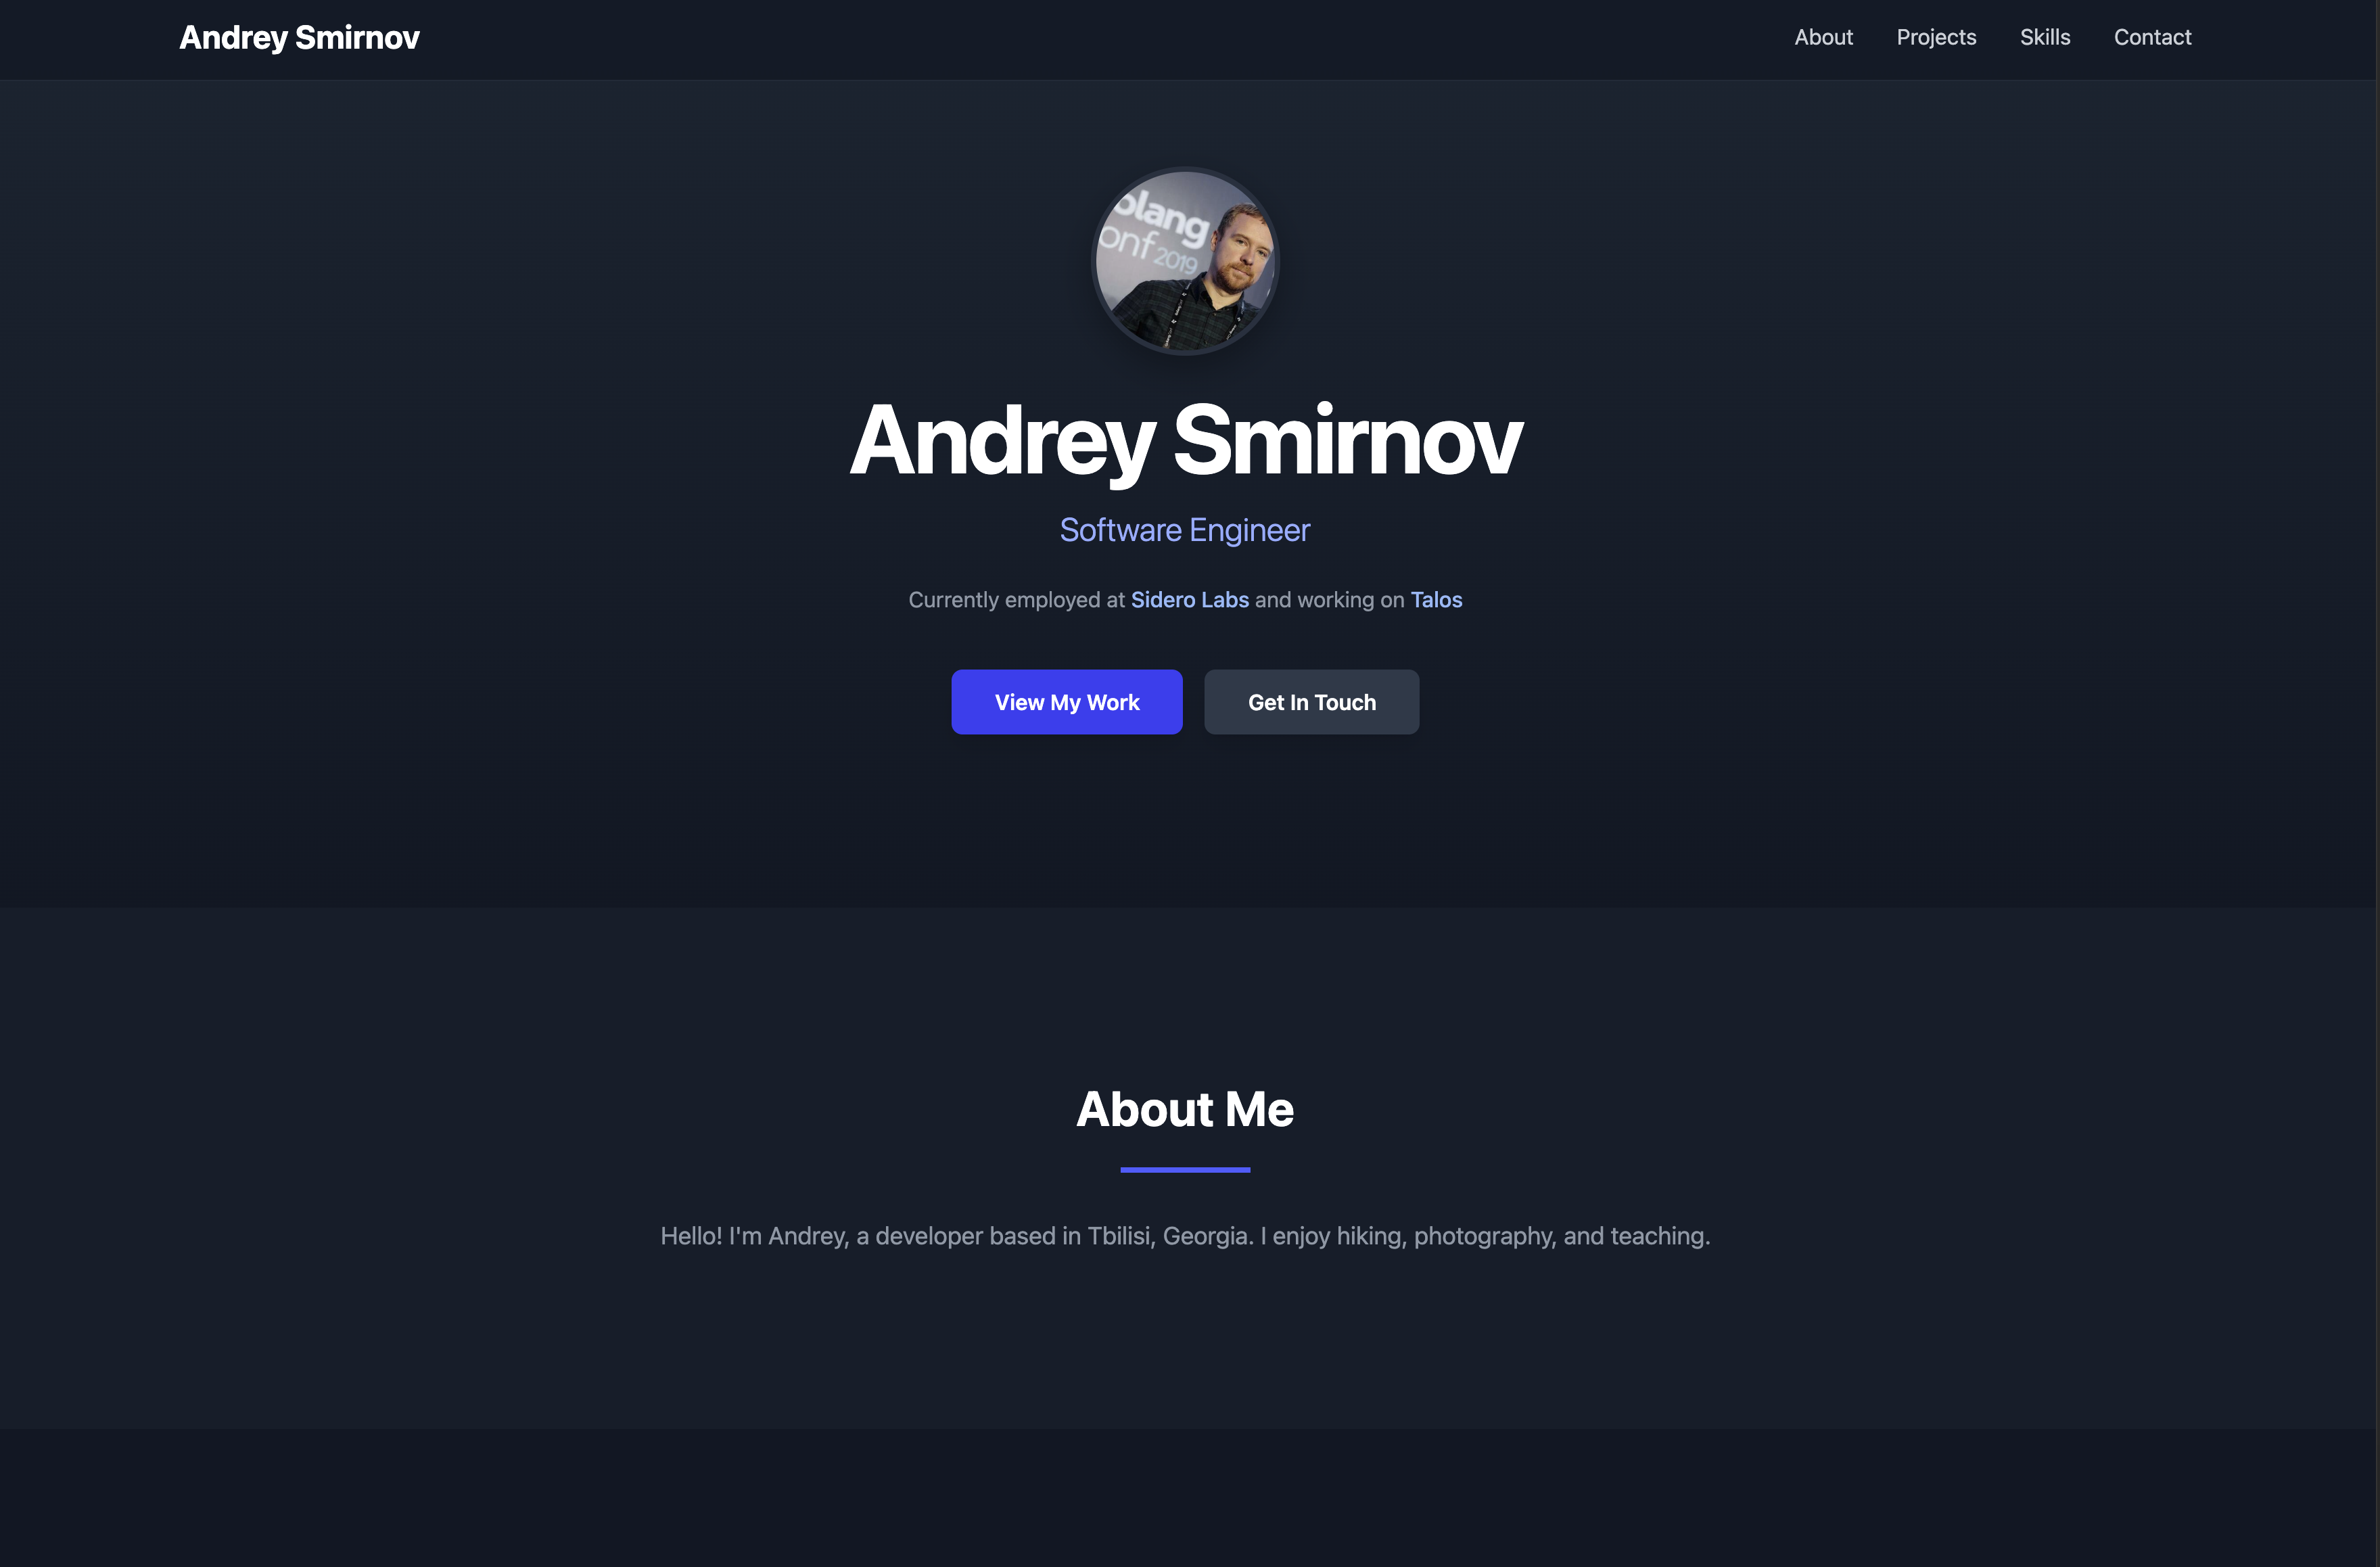 Andrey Smirnov
About Projects Skills Contact
olang
onf 2019
Andrey Smirnov
Software Engineer
Currently employed at Sidero Labs and working on Talos
View My Work
Get In Touch
About Me
Hello! I'm Andrey, a developer based in Tbilisi, Georgia. I enjoy hiking, photography, and teaching.